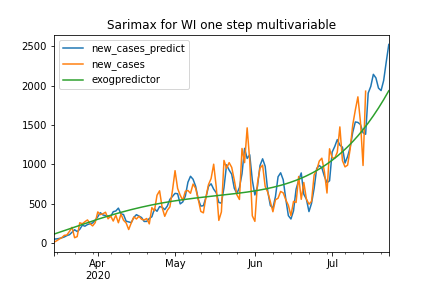 Sarimax for WI one step multivariable
new_cases_predict
new_cases
exogpredictor
2500
2000
1500
1000
500
0
Apr
2020
May
Jun
Jul